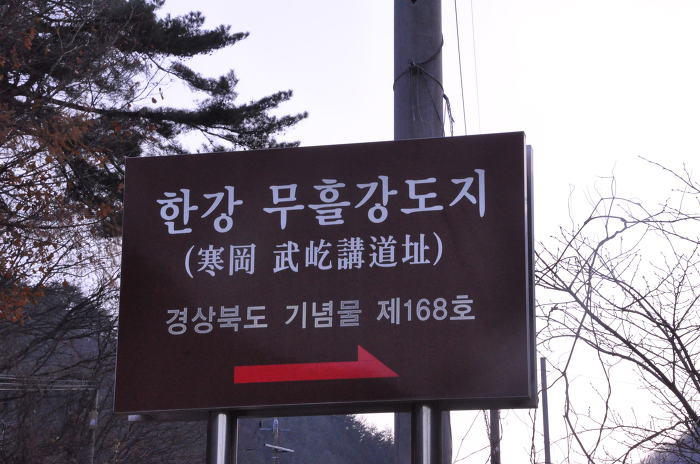 한강 무흘강도지
(寒岡 武屹講道址)
경상북도 기념물 제168호